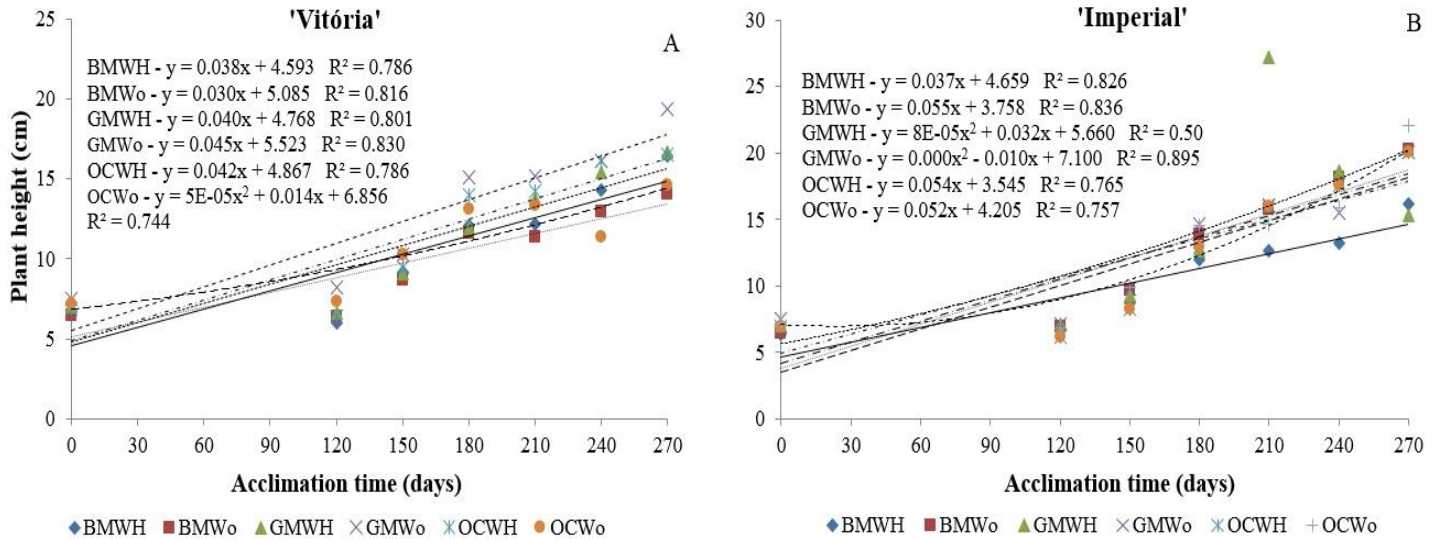 'Vitória'
A
25
20
15
10
5
0
Plant height (cm)
BMWH - y = 0.038x + 4.593 R² = 0.786
BMWo - y = 0.030x + 5.085 R² = 0.816
GMWH - y = 0.040x + 4.768 R² = 0.801
GMWo - y = 0.045x + 5.523 R² = 0.830
OCWH - y = 0.042x + 4.867 R² = 0.786
OCWo - y = 5E-05x² + 0.014x + 6.856
R² = 0.744
0 30 60 90 120 150 180 210 240 270
Acclimation time (days)
BMWH BMWo GMWH GMWo OCWH OCWo
'Imperial'
B
30
25
20
15
10
5
0
BMWH - y = 0.037x + 4.659 R² = 0.826
BMWo - y = 0.055x + 3.758 R² = 0.836
GMWH - y = 8E-05x² + 0.032x + 5.660 R² = 0.50
GMWo - y = 0.000x² - 0.010x + 7.100 R² = 0.895
OCWH - y = 0.054x + 3.545 R² = 0.765
OCWo - y = 0.052x + 4.205 R² = 0.757
0 30 60 90 120 150 180 210 240 270
Acclimation time (days)
BMWH BMWo GMWH GMWo OCWH OCWo